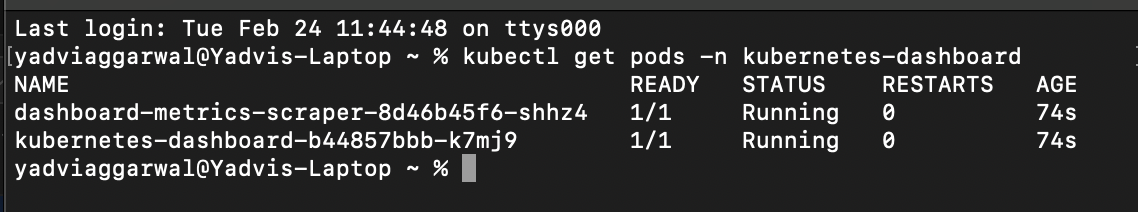 Last login: Tue Feb 24 11:44:48 on ttys000
[yadviaggarwal@Yadvis-Laptop ~ % kubectl get pods -n kubernetes-dashboard
NAME READY STATUS RESTARTS AGE
dashboard-metrics-scraper-8d46b45f6-shhz4 1/1 Running 0 74s
kubernetes-dashboard-b44857bbb-k7mj9 1/1 Running 0 74s
yadviaggarwal@Yadvis-Laptop ~ %